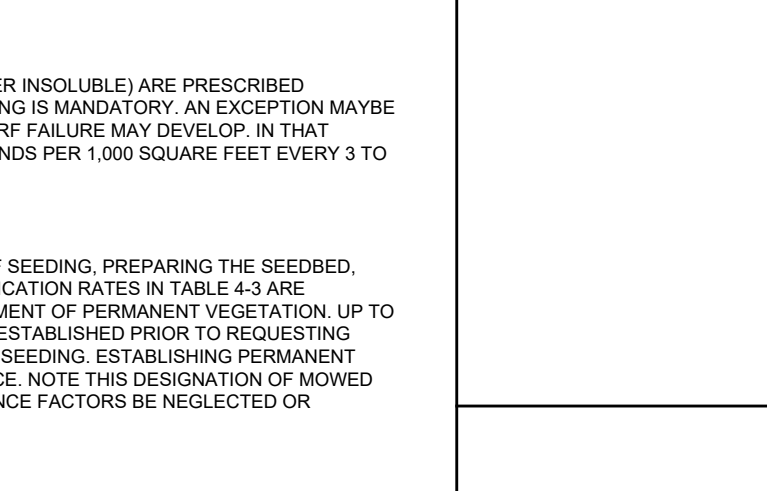 ER INSOLUBLE) ARE PRESCRIBED
NG IS MANDATORY. AN EXCEPTION MAYBE
RF FAILURE MAY DEVELOP. IN THAT
NDS PER 1,000 SQUARE FEET EVERY 3 TO
F SEEDING, PREPARING THE SEEDBED,
ICATION RATES IN TABLE 4-3 ARE
MENT OF PERMANENT VEGETATION. UP TO
ESTABLISHED PRIOR TO REQUESTING
SEEDING. ESTABLISHING PERMANENT
CE. NOTE THIS DESIGNATION OF MOWED
NCE FACTORS BE NEGLECTED OR